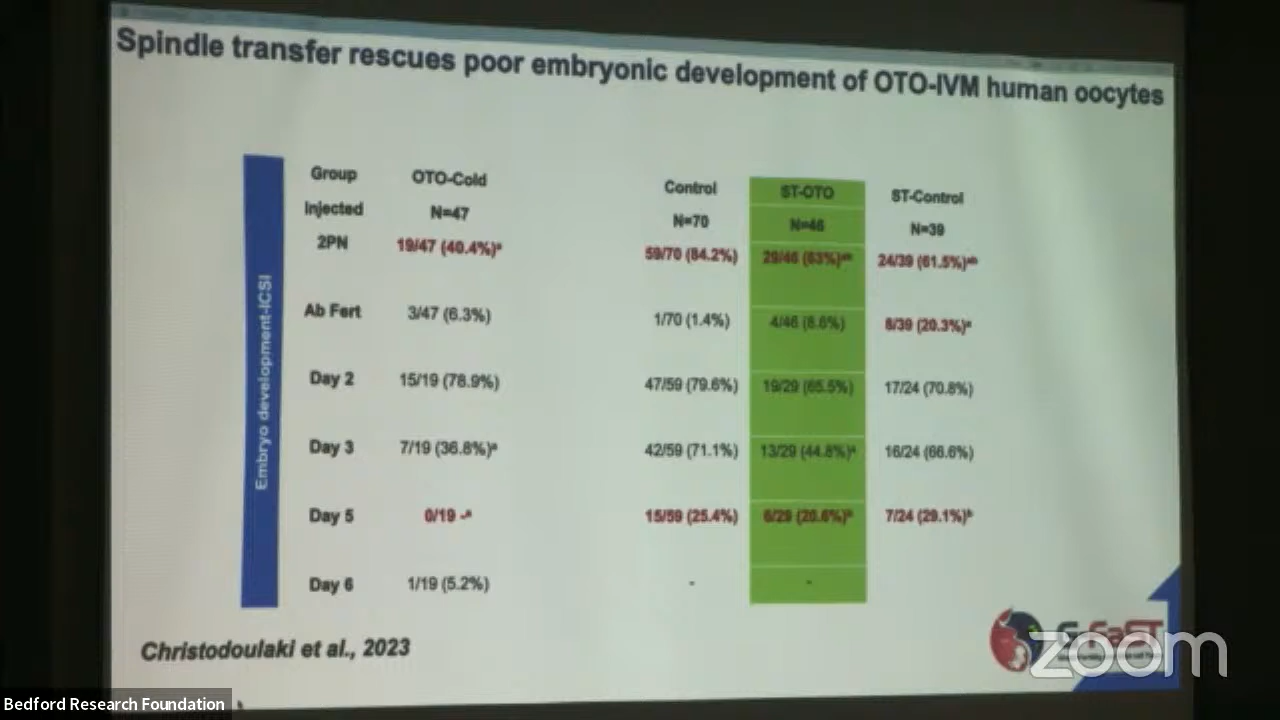 Spindle transfer rescues poor embryonic development of OTO-IVM human oocytes
Embryo development-ICSI
Group OTO-Cold Control ST-OTO ST-Control
Injected N=47 N=70 N=46 N=39
2PN 19/47 (40.4%)ᵃ 59/70 (84.2%) 29/46 (63%)ᵃᵇ 24/39 (61.5%)ᵃᵇ
Ab Fert 3/47 (6.3%) 1/70 (1.4%) 4/46 (8.6%) 8/39 (20.3%)ᵃ
Day 2 15/19 (78.9%) 47/59 (79.6%) 19/29 (65.5%) 17/24 (70.8%)
Day 3 7/19 (36.8%)ᵃ 42/59 (71.1%) 13/29 (44.8%)ᵃ 16/24 (66.6%)
Day 5 0/19 -ᵃ 15/59 (25.4%) 6/29 (20.6%)ᵇ 7/24 (29.1%)ᵇ
Day 6 1/19 (5.2%) - -
Christodoulaki et al., 2023
zoom
Bedford Research Foundation